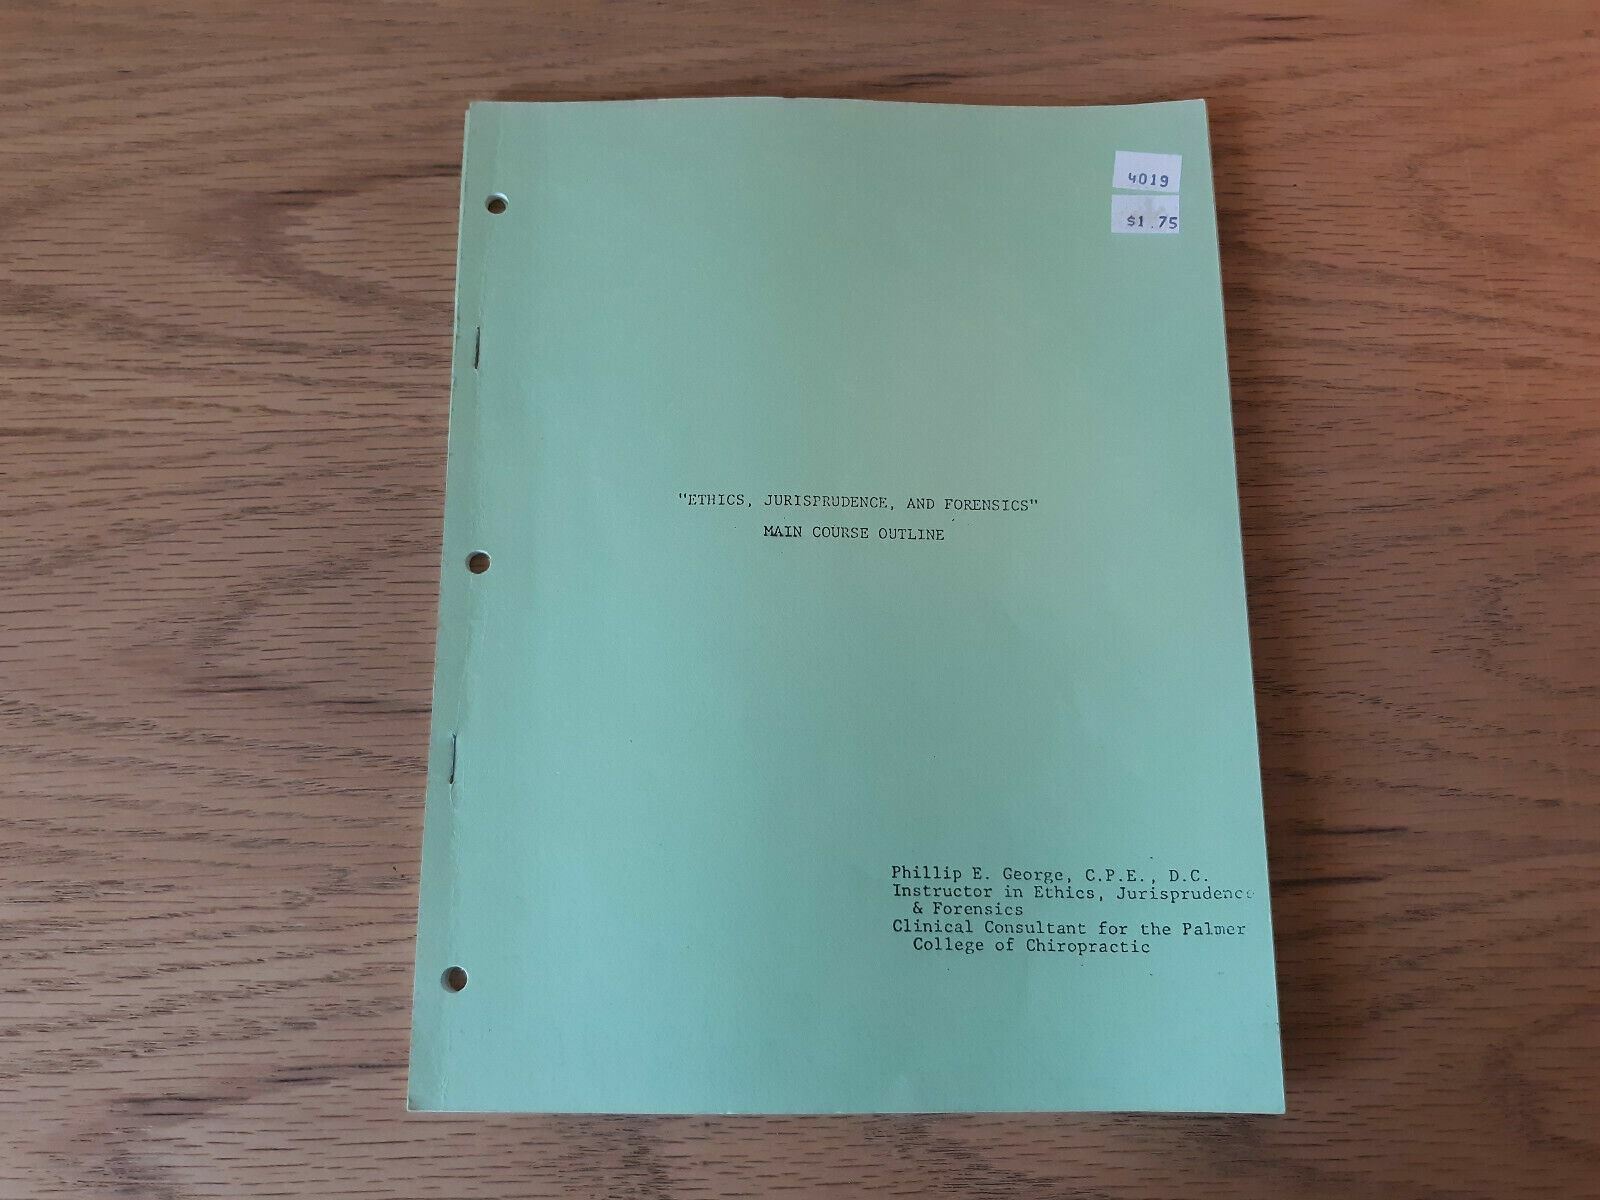 4019
$1.75
"ETHICS, JURISPRUDENCE, AND FORENSICS"
MAIN COURSE OUTLINE
Phillip E. George, C.P.E., D.C.
Instructor in Ethics, Jurisprudence
& Forensics
Clinical Consultant for the Palmer
College of Chiropractic